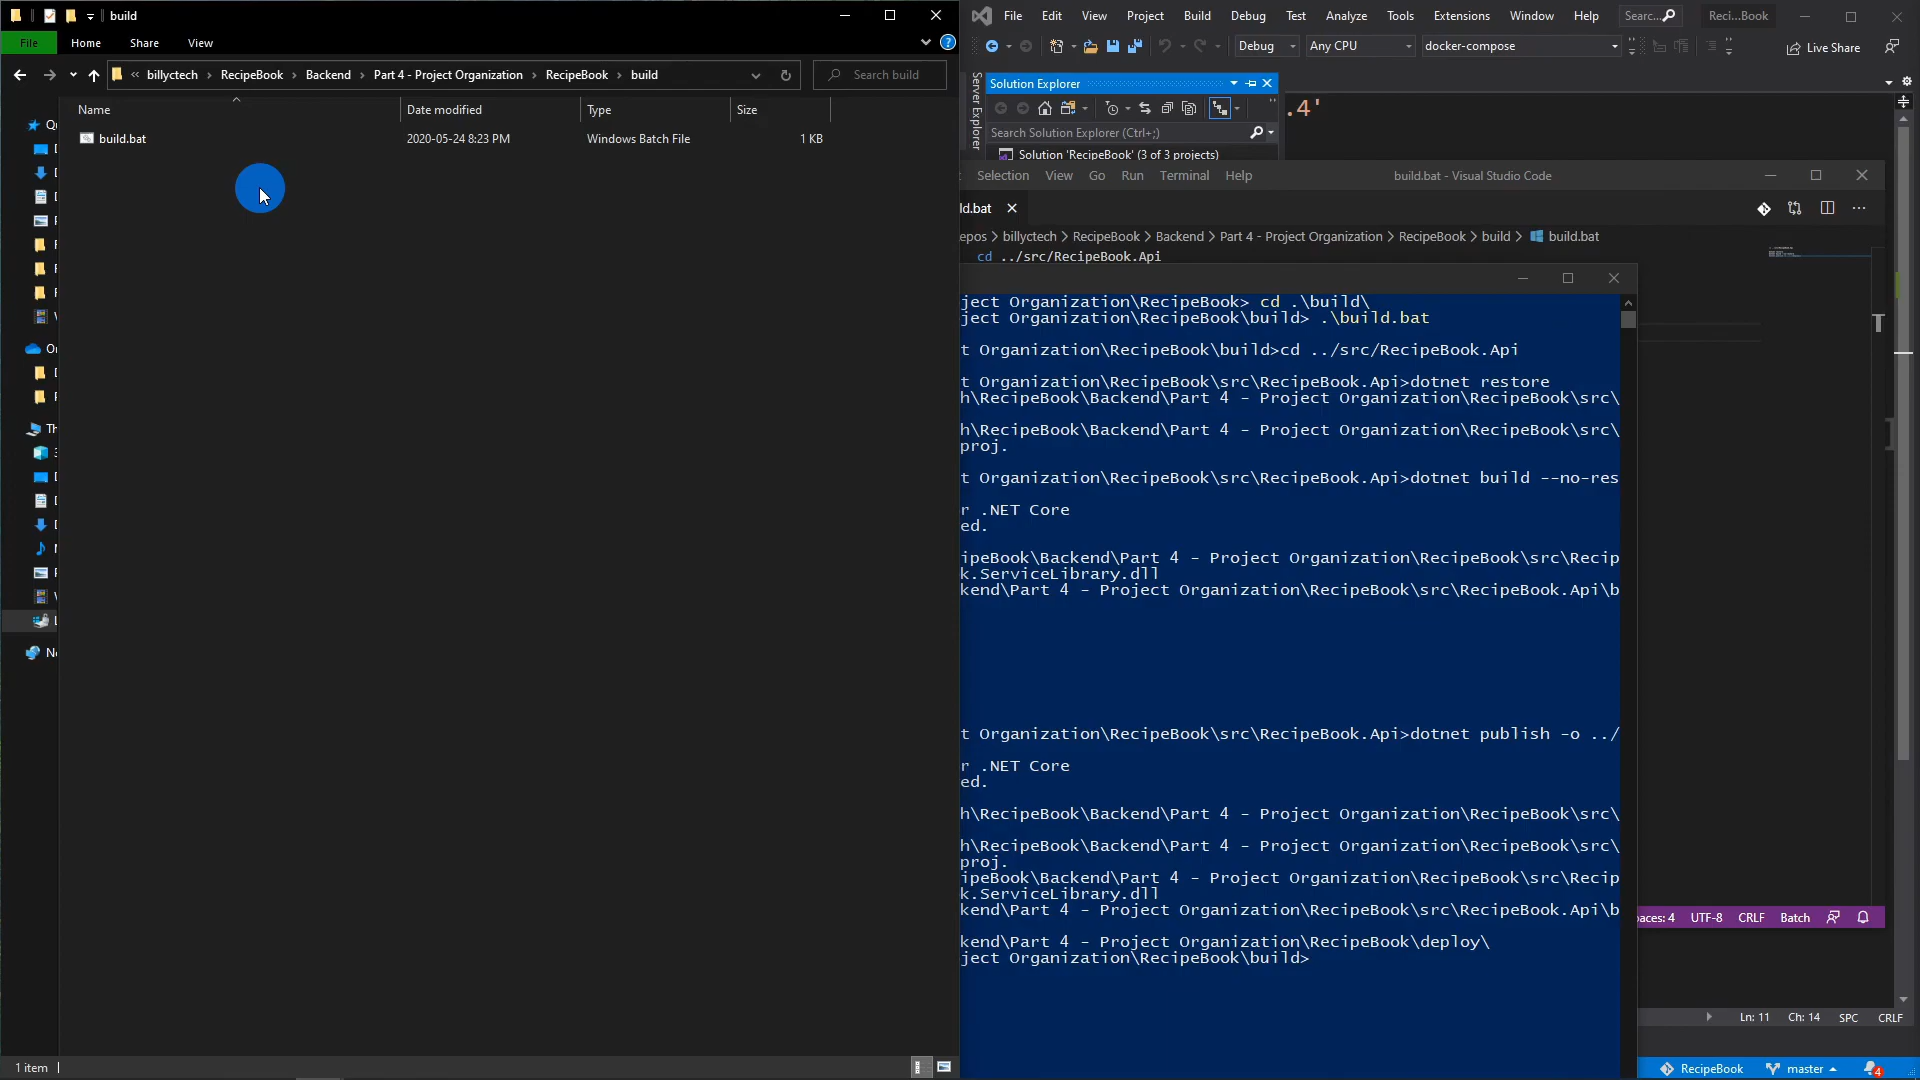 build
File
Home
Share
View
billyctech
RecipeBook
Backend
Part 4 - Project Organization
RecipeBook
build
Search build
Name
Date modified
Type
Size
build.bat
2020-05-24 8:23 PM
Windows Batch File
1 KB
1 item
File Edit View Project Build Debug Test Analyze Tools Extensions Window Help
Searc...
Reci...Book
Debug
Any CPU
docker-compose
Live Share
Server Explorer
Solution Explorer
Search Solution Explorer (Ctrl+;)
Solution 'RecipeBook' (3 of 3 projects)
.4'
Selection View Go Run Terminal Help
build.bat - Visual Studio Code
ld.bat
epos > billyctech > RecipeBook > Backend > Part 4 - Project Organization > RecipeBook > build > build.bat
cd ../src/RecipeBook.Api
ject Organization\RecipeBook> cd .\build\
ject Organization\RecipeBook\build> .\build.bat
t Organization\RecipeBook\build>cd ../src/RecipeBook.Api
t Organization\RecipeBook\src\RecipeBook.Api>dotnet restore
h\RecipeBook\Backend\Part 4 - Project Organization\RecipeBook\src\
h\RecipeBook\Backend\Part 4 - Project Organization\RecipeBook\src\
proj.
t Organization\RecipeBook\src\RecipeBook.Api>dotnet build --no-res
r .NET Core
ed.
ipeBook\Backend\Part 4 - Project Organization\RecipeBook\src\Recip
k.ServiceLibrary.dll
kend\Part 4 - Project Organization\RecipeBook\src\RecipeBook.Api\b
t Organization\RecipeBook\src\RecipeBook.Api>dotnet publish -o ../
r .NET Core
ed.
h\RecipeBook\Backend\Part 4 - Project Organization\RecipeBook\src\
h\RecipeBook\Backend\Part 4 - Project Organization\RecipeBook\src\
proj.
ipeBook\Backend\Part 4 - Project Organization\RecipeBook\src\Recip
k.ServiceLibrary.dll
kend\Part 4 - Project Organization\RecipeBook\src\RecipeBook.Api\b
kend\Part 4 - Project Organization\RecipeBook\deploy\
ject Organization\RecipeBook\build>
paces: 4 UTF-8 CRLF Batch
Ln: 11 Ch: 14 SPC CRLF
RecipeBook master 4